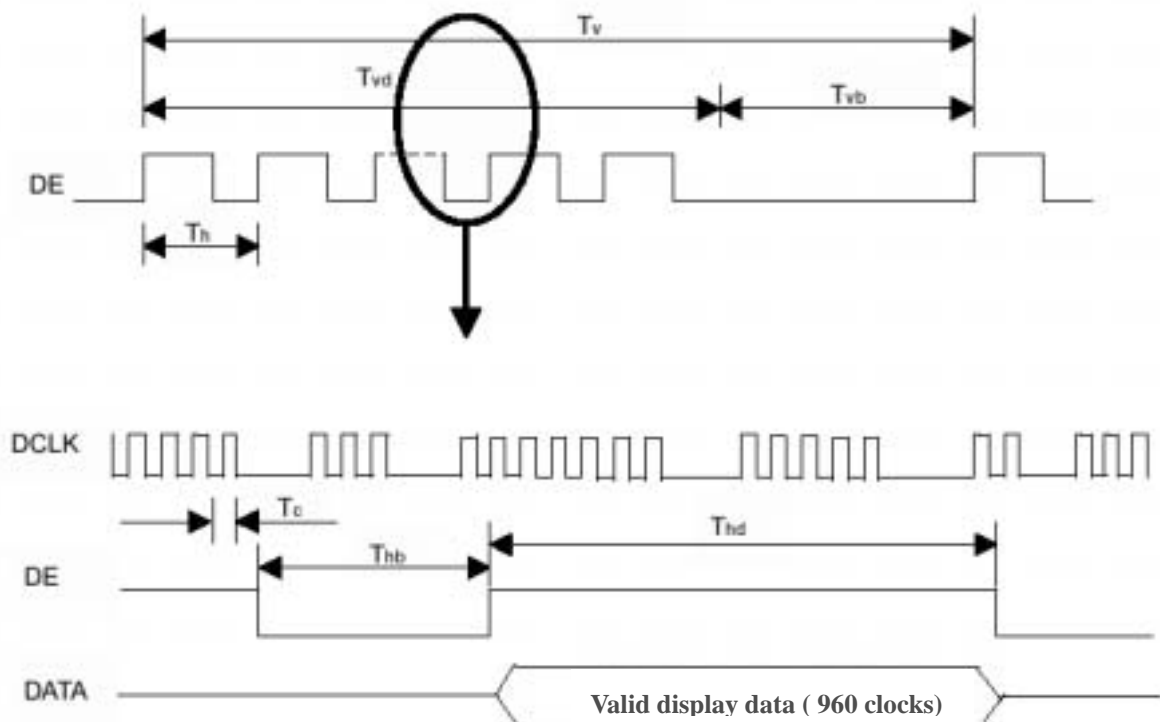 Tv
Tvd
Tvb
DE
Th
DCLK
Tc
Thd
Thb
DE
DATA
Valid display data ( 960 clocks)